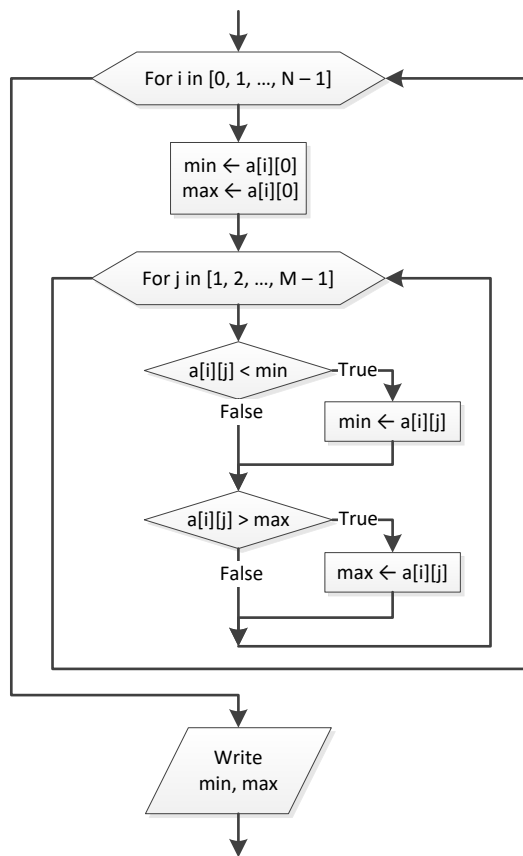 For i in [0, 1, …, N – 1]
min ← a[i][0]
max ← a[i][0]
For j in [1, 2, …, M – 1]
a[i][j] < min
True
False
min ← a[i][j]
a[i][j] > max
True
False
max ← a[i][j]
Write
min, max